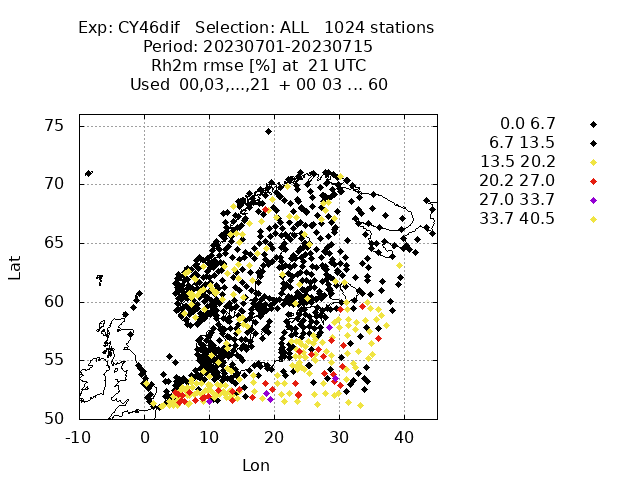 Exp: CY46dif   Selection: ALL   1024 stations
Period: 20230701-20230715
Rh2m rmse [%] at  21 UTC
Used  00,03,...,21  + 00 03 ... 60
75
70
65
60
55
50
Lat
-10 0 10 20 30 40
Lon
0.0 6.7
6.7 13.5
13.5 20.2
20.2 27.0
27.0 33.7
33.7 40.5